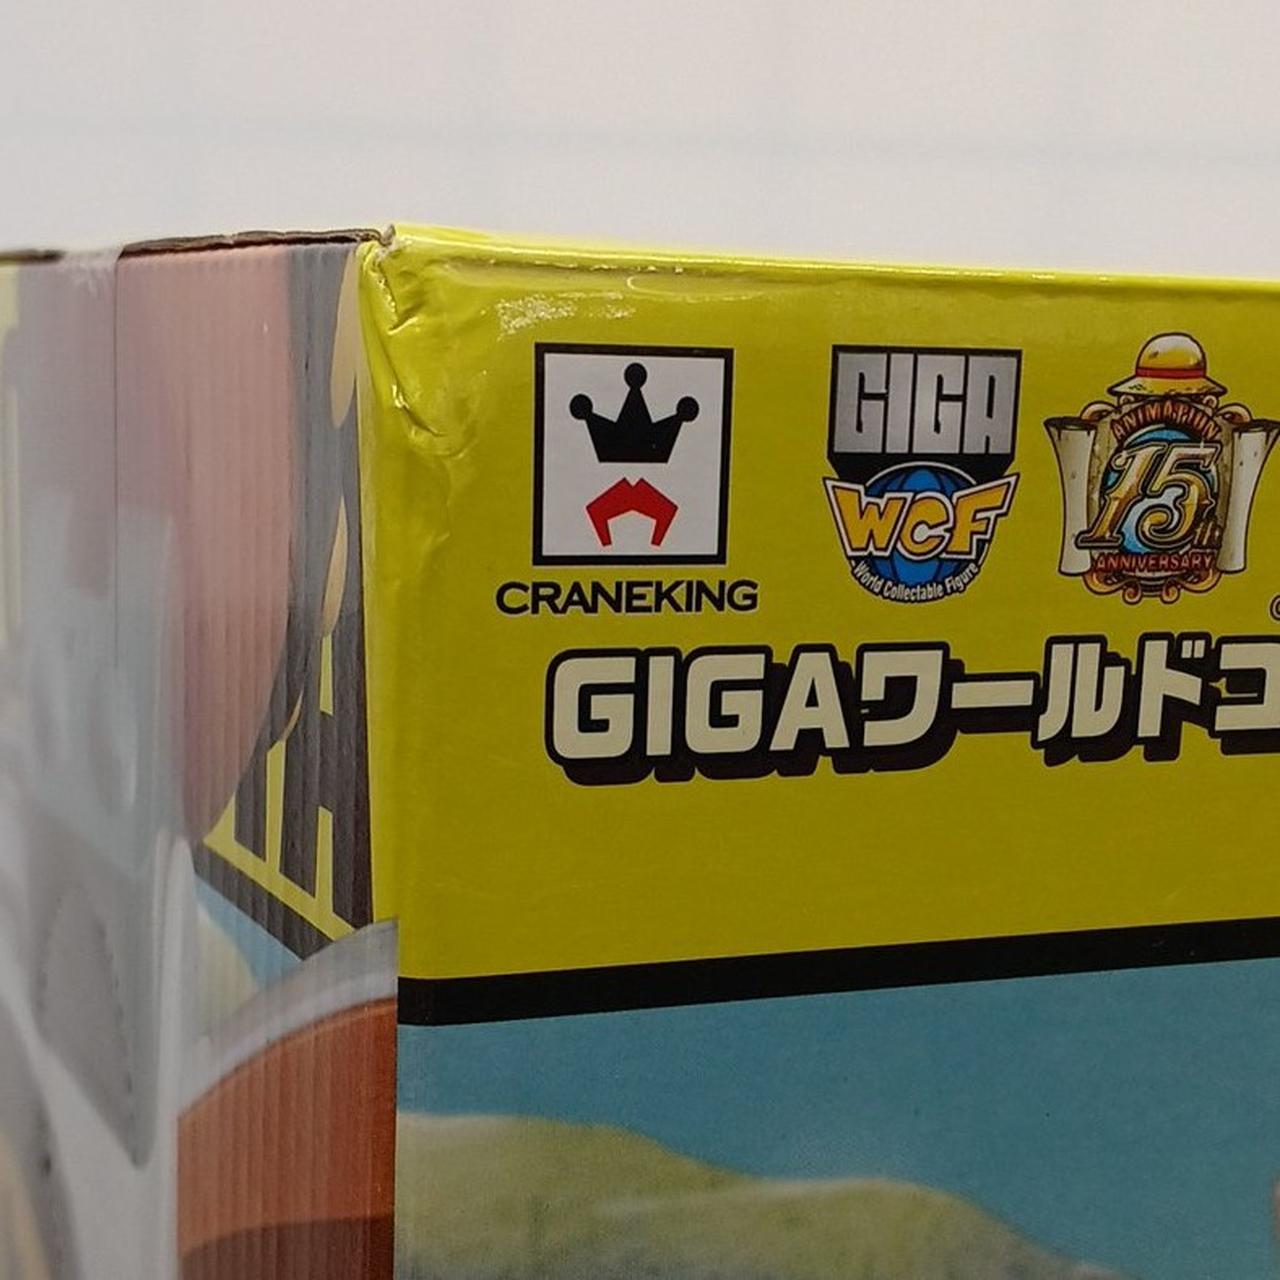 GIGA
WCF
World Collectable Figure
ANIMATION
15th
ANNIVERSARY
CRANEKING
GIGAワールドコ